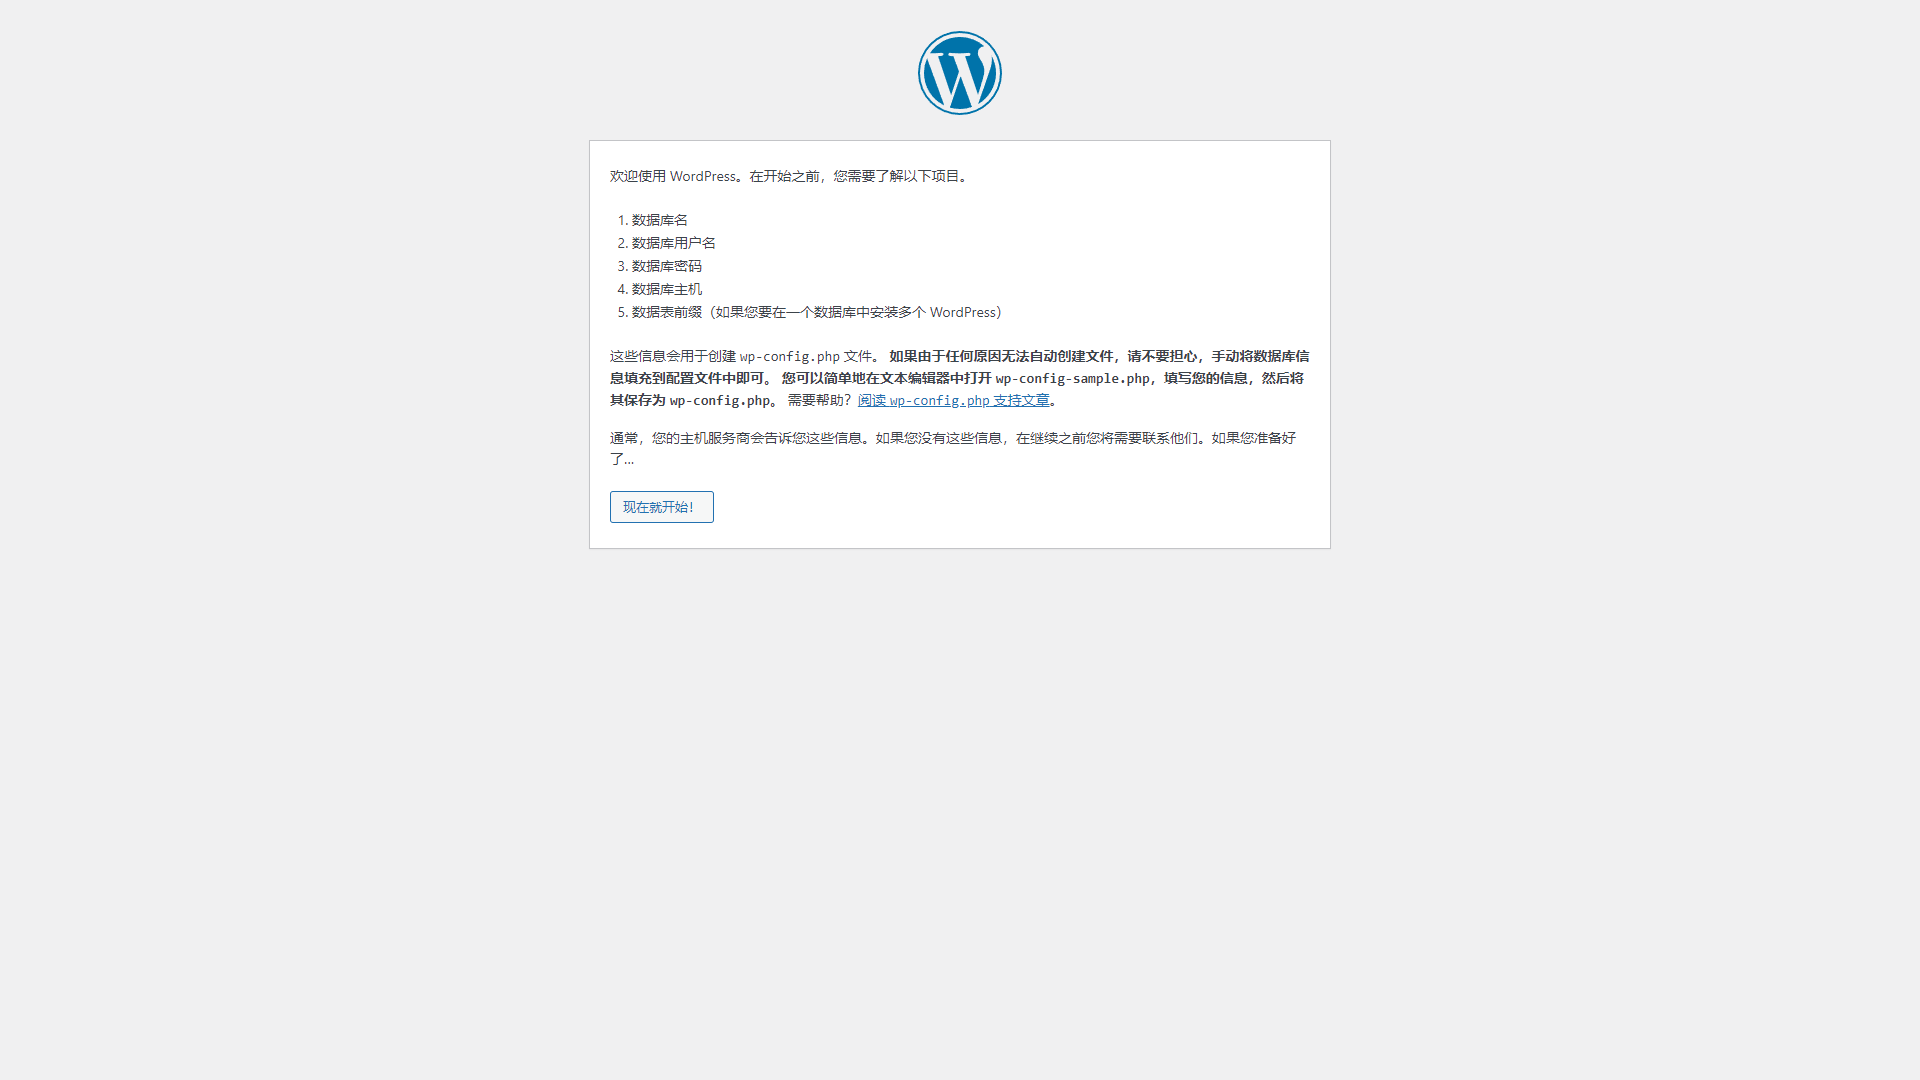 欢迎使用 WordPress。在开始之前，您需要了解以下项目。
1. 数据库名
2. 数据库用户名
3. 数据库密码
4. 数据库主机
5. 数据表前缀（如果您要在一个数据库中安装多个 WordPress）
这些信息会用于创建 wp-config.php 文件。 如果由于任何原因无法自动创建文件，请不要担心，手动将数据库信
息填充到配置文件中即可。 您可以简单地在文本编辑器中打开 wp-config-sample.php，填写您的信息，然后将
其保存为 wp-config.php。 需要帮助？阅读 wp-config.php 支持文章。
通常，您的主机服务商会告诉您这些信息。如果您没有这些信息，在继续之前您将需要联系他们。如果您准备好
了…
现在就开始！